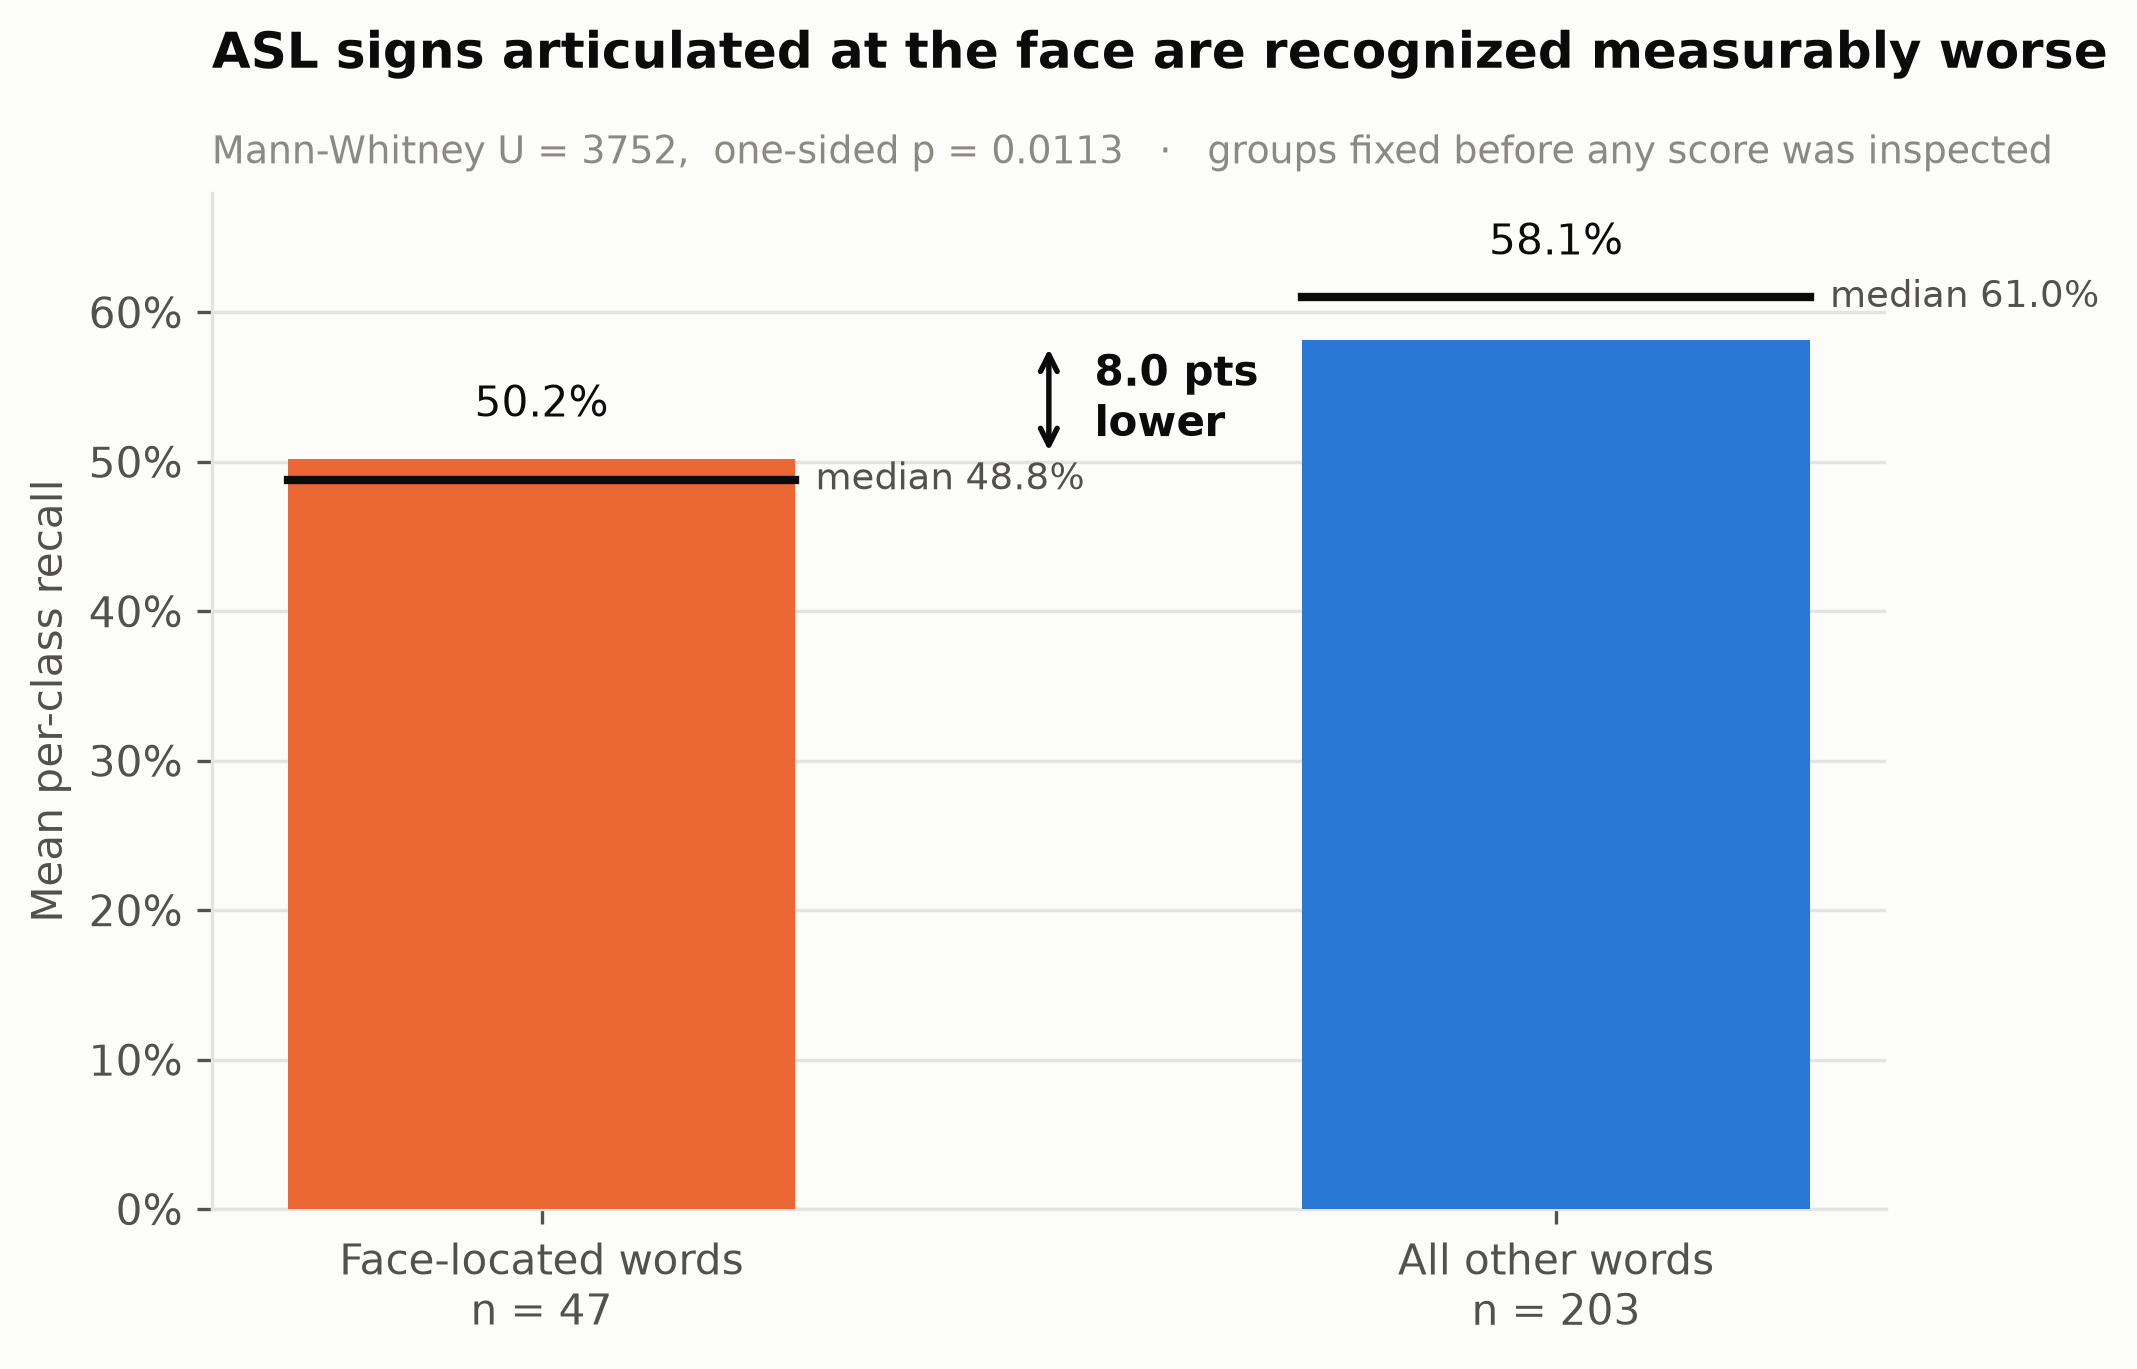 ASL signs articulated at the face are recognized measurably worse
Mann-Whitney U = 3752,  one-sided p = 0.0113   ·   groups fixed before any score was inspected
58.1%
median 61.0%
60%
8.0 pts
lower
50.2%
50%
median 48.8%
40%
30%
20%
10%
0%
Mean per-class recall
Face-located words
n = 47
All other words
n = 203